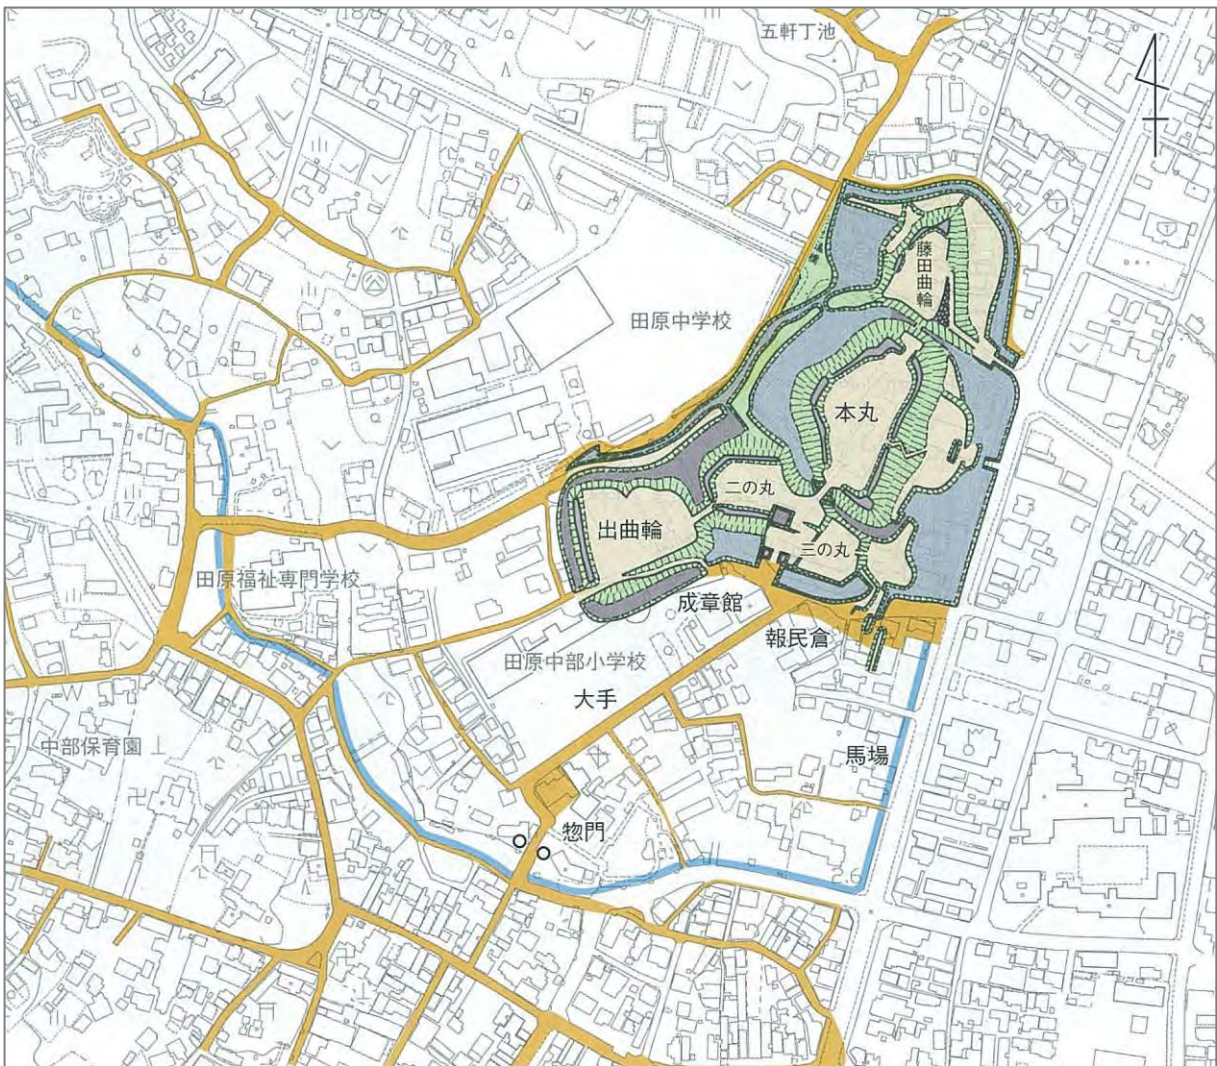 五軒丁池
藤田曲輪
田原中学校
本丸
二の丸
出曲輪
三の丸
田原福祉専門学校
成章館
報民倉
田原中部小学校
大手
中部保育園
馬場
惣門
2.6